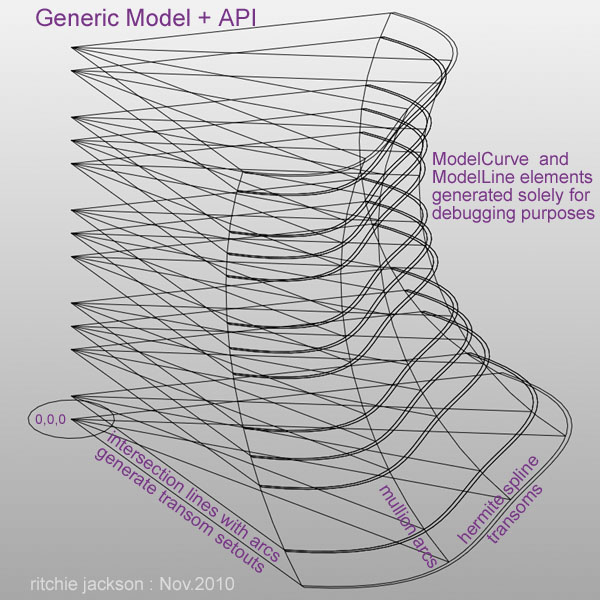 Generic Model + API
ModelCurve and
ModelLine elements
generated solely for
debugging purposes
0,0,0
intersection lines with arcs
generate transom setouts
mullion arcs
hermite spline
transoms
ritchie jackson : Nov.2010